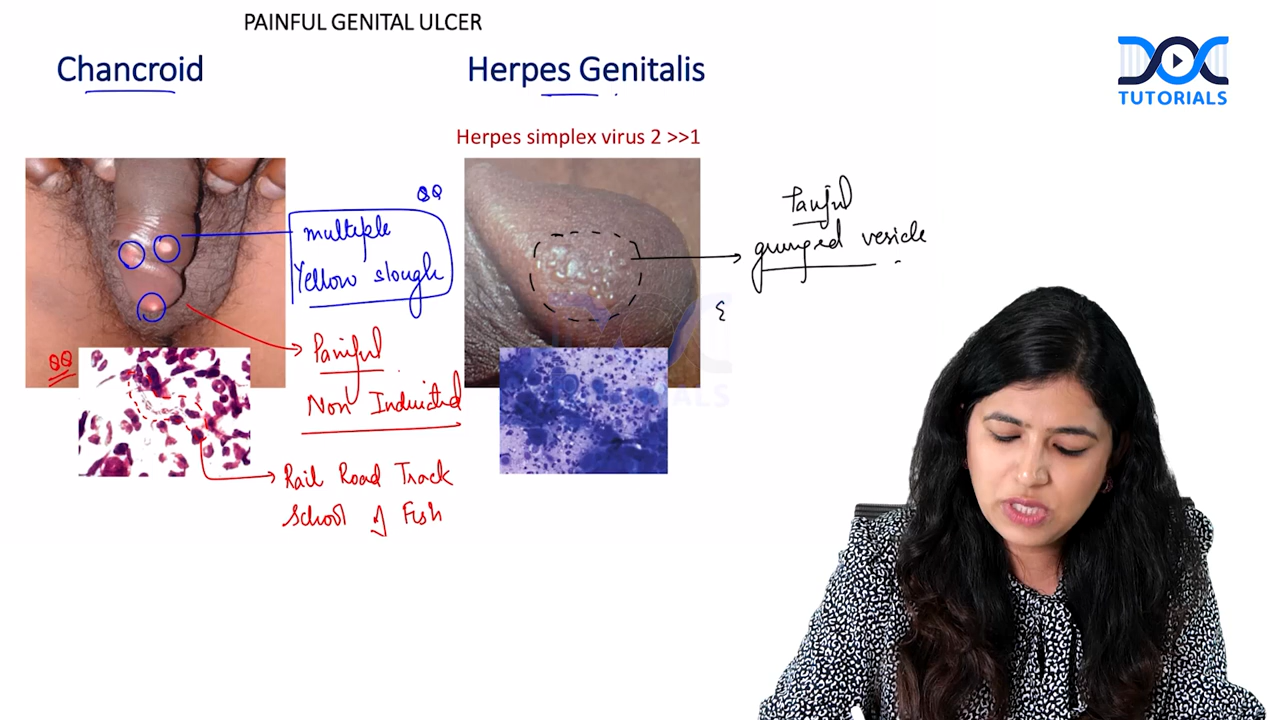 PAINFUL GENITAL ULCER
Chancroid
Herpes Genitalis
TUTORIALS
Herpes simplex virus 2 >>1
multiple
Yellow slough
Painful
Non Indurated
Rail Road Track
School of Fish
Painful
grouped vesicle